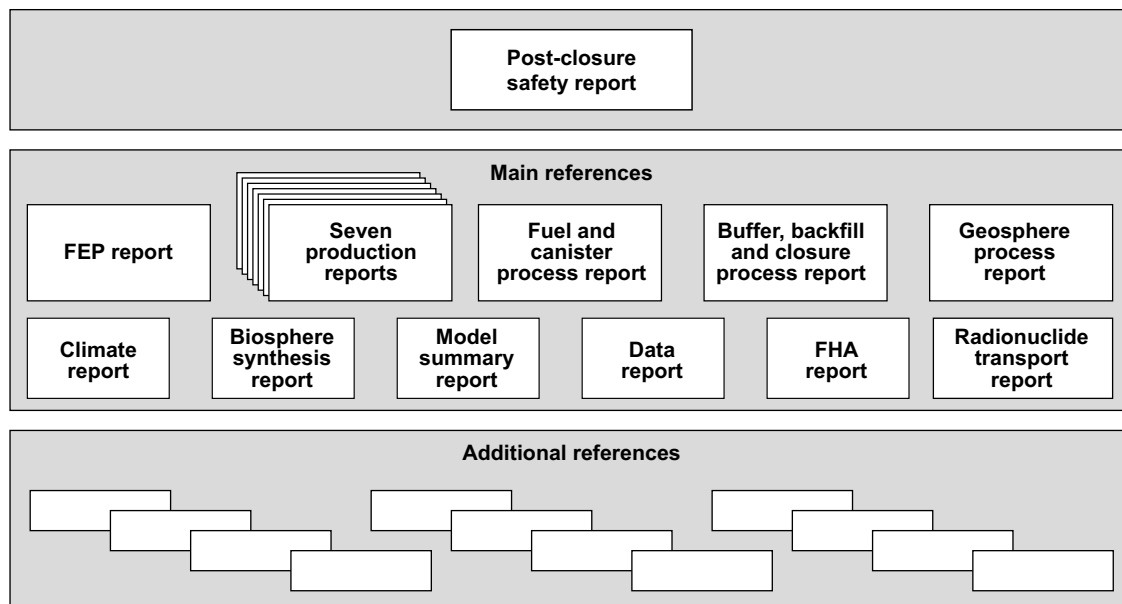 Post-closure
safety report
Main references
FEP report
Seven
production
reports
Fuel and
canister
process report
Buffer, backfill
and closure
process report
Geosphere
process
report
Climate
report
Biosphere
synthesis
report
Model
summary
report
Data
report
FHA
report
Radionuclide
transport
report
Additional references